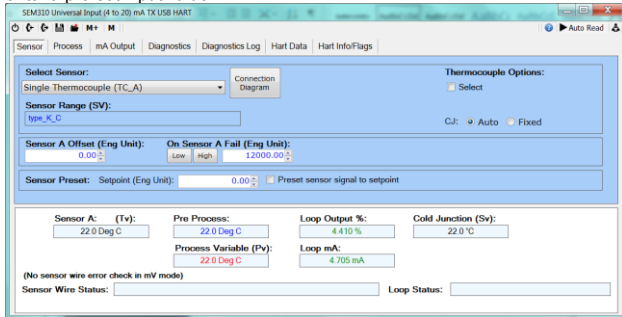 SEM310 Universal Input (4 to 20) mA TX USB HART
M+ M Auto Read
Sensor Process mA Output Diagnostics Diagnostics Log Hart Data Hart Info/Flags
Select Sensor: Thermocouple Options:
Single Thermocouple (TC_A) Connection Diagram Select
Sensor Range (SV):
type_K_C CJ: Auto Fixed
Sensor A Offset (Eng Unit): On Sensor A Fail (Eng Unit):
0.00 Low High 12000.00
Sensor Preset: Setpoint (Eng Unit): 0.00 Preset sensor signal to setpoint
Sensor A: (Tv): Pre Process: Loop Output %: Cold Junction (Sv):
22.0 Deg C 22.0 Deg C 4.410 % 22.0 °C
Process Variable (Pv): Loop mA:
22.0 Deg C 4.705 mA
(No sensor wire error check in mV mode)
Sensor Wire Status: Loop Status: